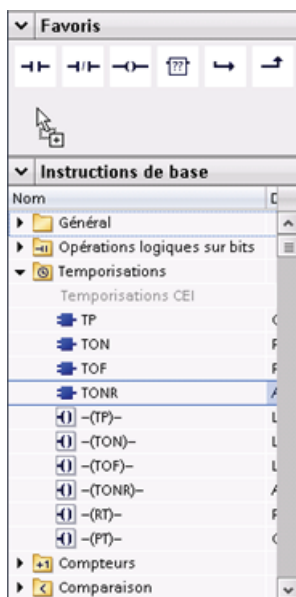 Favoris
??
Instructions de base
Nom
Général
Opérations logiques sur bits
Temporisations
Temporisations CEI
TP
TON
TOF
TONR
–(TP)–
–(TON)–
–(TOF)–
–(TONR)–
–(RT)–
–(PT)–
+1 Compteurs
Comparaison